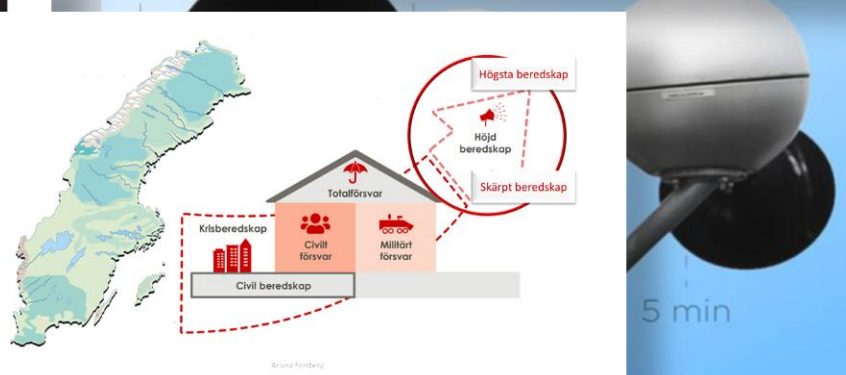 Högsta beredskap
Höjd
beredskap
Skärpt beredskap
Totalförsvar
Krisberedskap
Civilt
försvar
Militärt
försvar
Civil beredskap
5 min